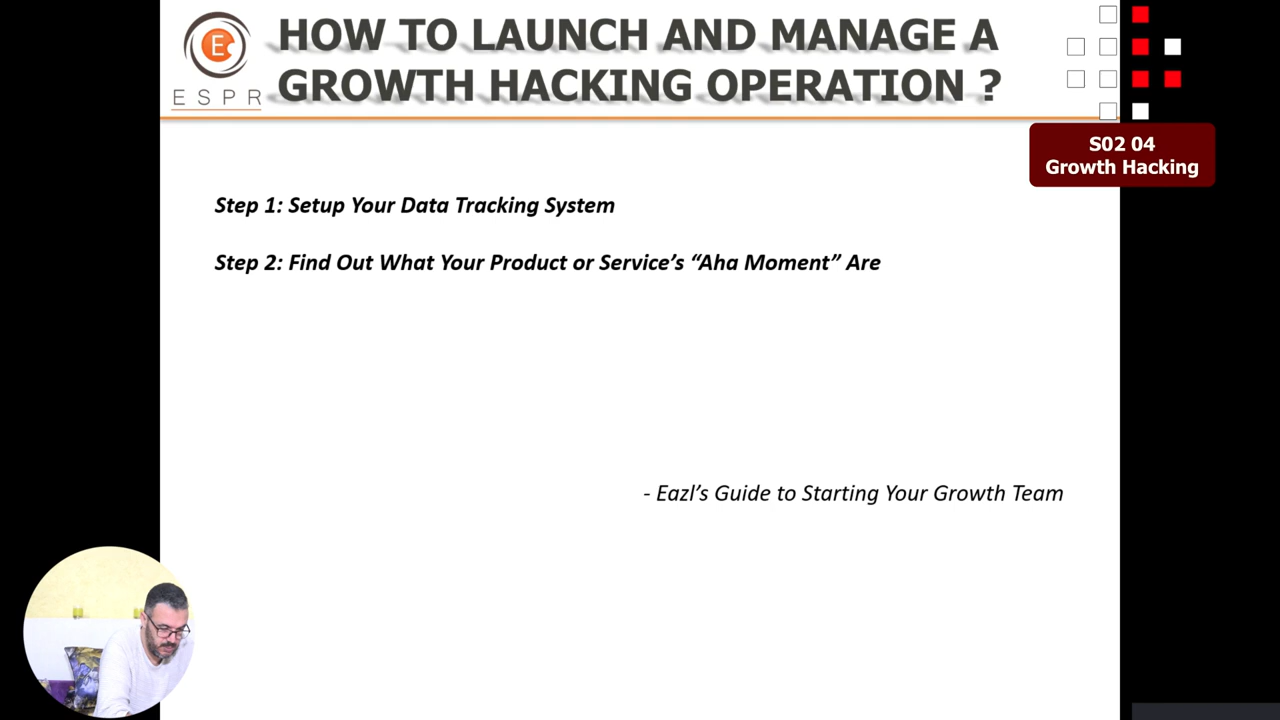 E
ESPR
HOW TO LAUNCH AND MANAGE A
GROWTH HACKING OPERATION ?
S02 04
Growth Hacking
Step 1: Setup Your Data Tracking System
Step 2: Find Out What Your Product or Service’s “Aha Moment” Are
- Eazl’s Guide to Starting Your Growth Team